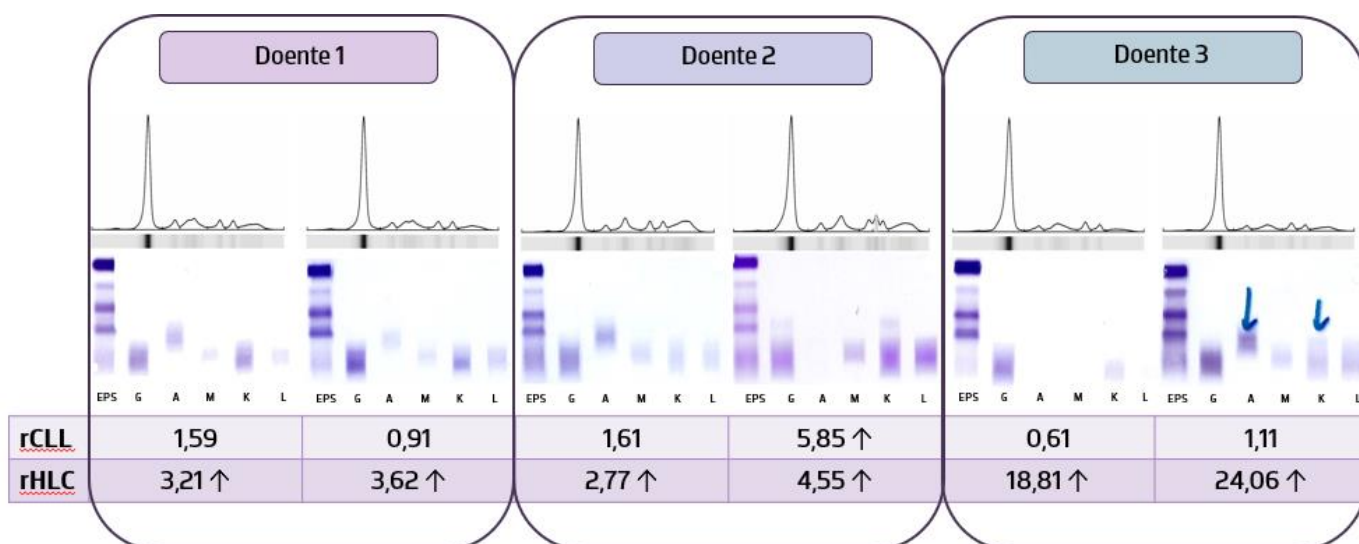 Doente 1
Doente 2
Doente 3
EPS G A M K L
EPS G A M K L
EPS G A M K L
EPS G A M K L
EPS G A M K L
EPS G A M K L
rCLL 1,59 0,91 1,61 5,85 ↑ 0,61 1,11
rHLC 3,21 ↑ 3,62 ↑ 2,77 ↑ 4,55 ↑ 18,81 ↑ 24,06 ↑